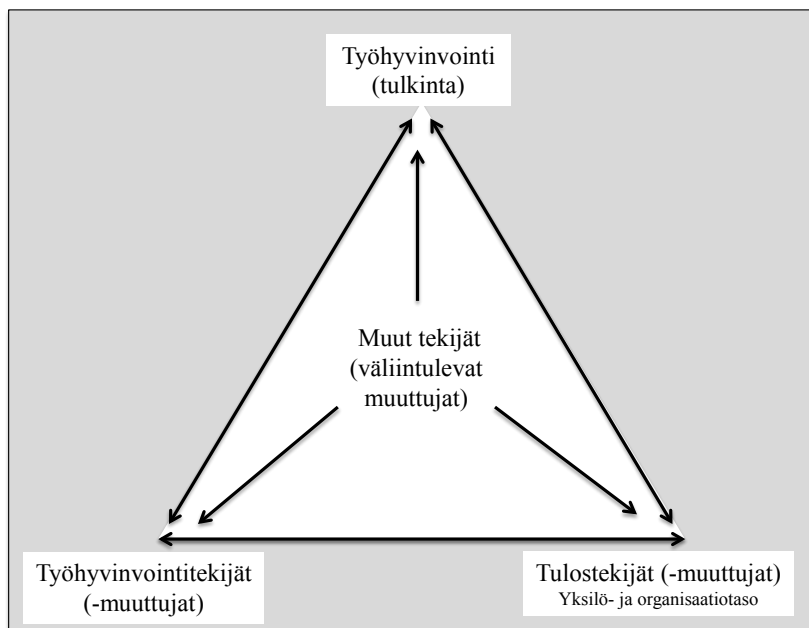 Työhyvinvointi
(tulkinta)
Muut tekijät
(väliintulevat
muuttujat)
Työhyvinvointitekijät
(-muuttujat)
Tulostekijät (-muuttujat)
Yksilö- ja organisaatiotaso